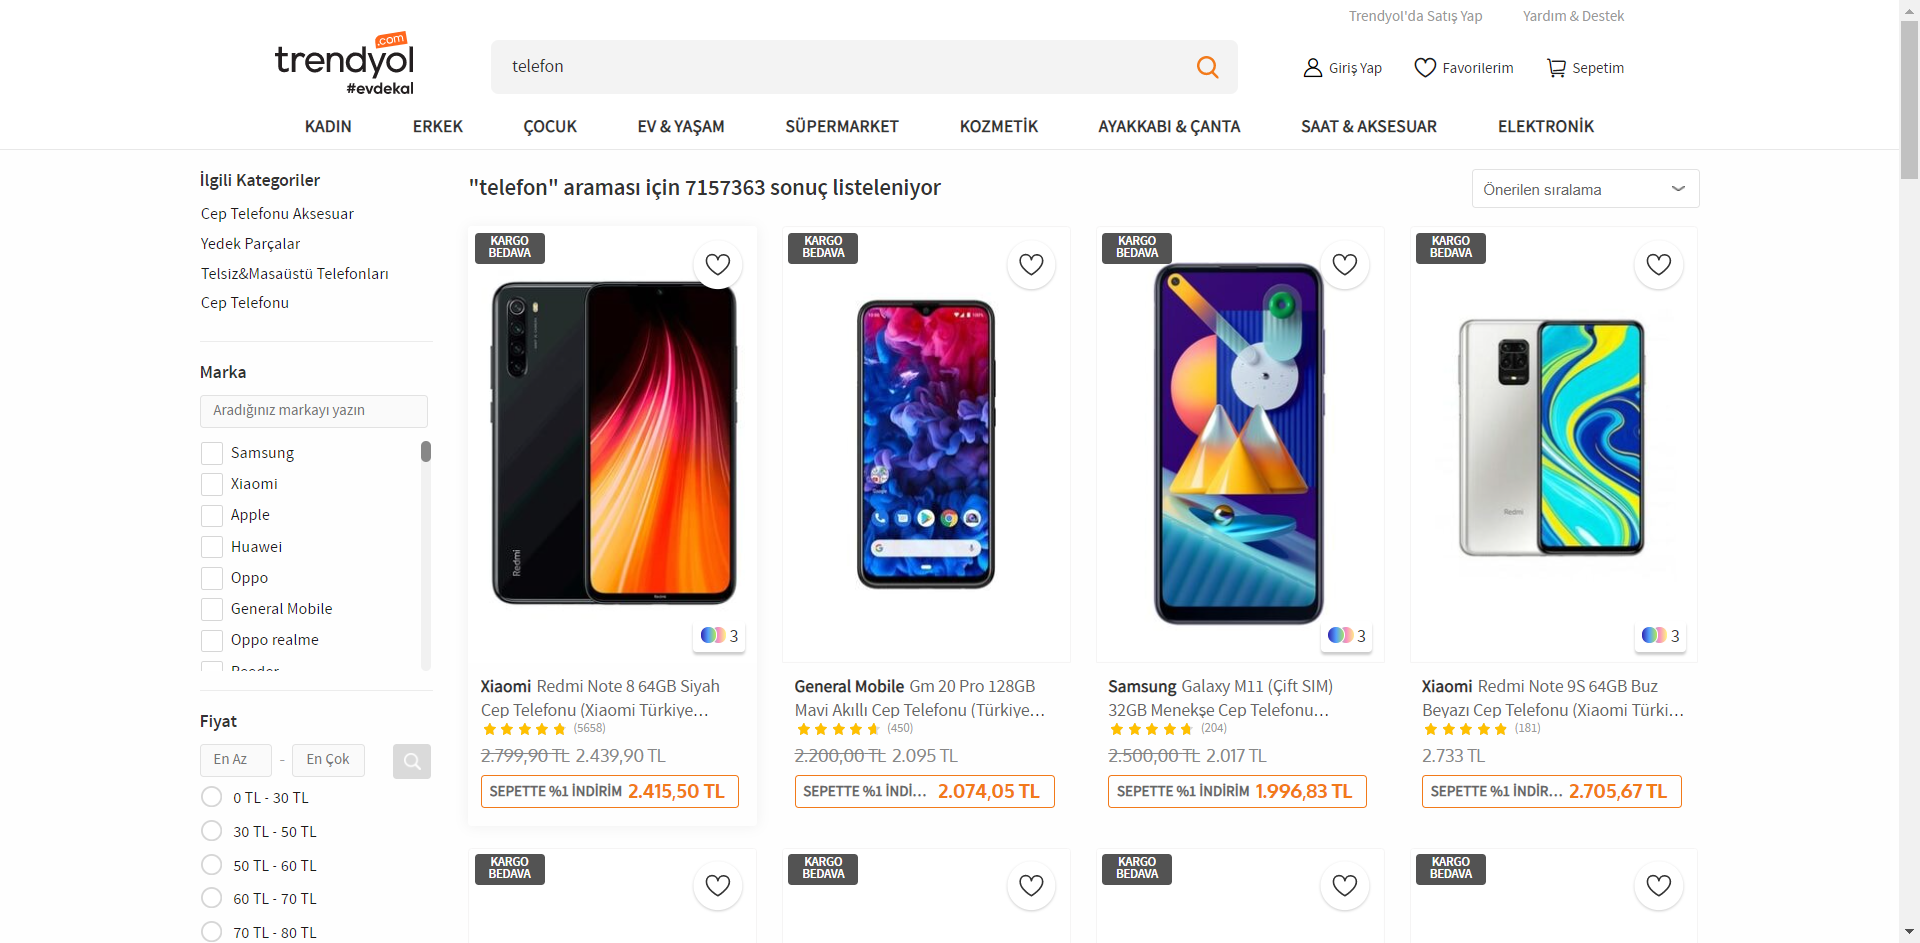 Trendyol'da Satış Yap
Yardım & Destek
.com
trendyol
#evdekal
telefon
Giriş Yap
Favorilerim
Sepetim
KADIN
ERKEK
ÇOCUK
EV & YAŞAM
SÜPERMARKET
KOZMETİK
AYAKKABI & ÇANTA
SAAT & AKSESUAR
ELEKTRONİK
İlgili Kategoriler
Cep Telefonu Aksesuar
Yedek Parçalar
Telsiz&Masaüstü Telefonları
Cep Telefonu
Marka
Aradığınız markayı yazın
Samsung
Xiaomi
Apple
Huawei
Oppo
General Mobile
Oppo realme
Reeder
Fiyat
En Az
-
En Çok
0 TL - 30 TL
30 TL - 50 TL
50 TL - 60 TL
60 TL - 70 TL
70 TL - 80 TL
"telefon" araması için 7157363 sonuç listeleniyor
Önerilen sıralama
KARGO
BEDAVA
Redmi
3
Xiaomi Redmi Note 8 64GB Siyah
Cep Telefonu (Xiaomi Türkiye...
(5658)
2.799,90 TL 2.439,90 TL
SEPETTE %1 İNDİRİM 2.415,50 TL
KARGO
BEDAVA
Google
General Mobile Gm 20 Pro 128GB
Mavi Akıllı Cep Telefonu (Türkiye...
(450)
2.200,00 TL 2.095 TL
SEPETTE %1 İNDİ... 2.074,05 TL
KARGO
BEDAVA
3
Samsung Galaxy M11 (Çift SIM)
32GB Menekşe Cep Telefonu...
(204)
2.500,00 TL 2.017 TL
SEPETTE %1 İNDİRİM 1.996,83 TL
KARGO
BEDAVA
Redmi
3
Xiaomi Redmi Note 9S 64GB Buz
Beyazı Cep Telefonu (Xiaomi Türki...
(181)
2.733 TL
SEPETTE %1 İNDİR... 2.705,67 TL
KARGO
BEDAVA
KARGO
BEDAVA
KARGO
BEDAVA
KARGO
BEDAVA